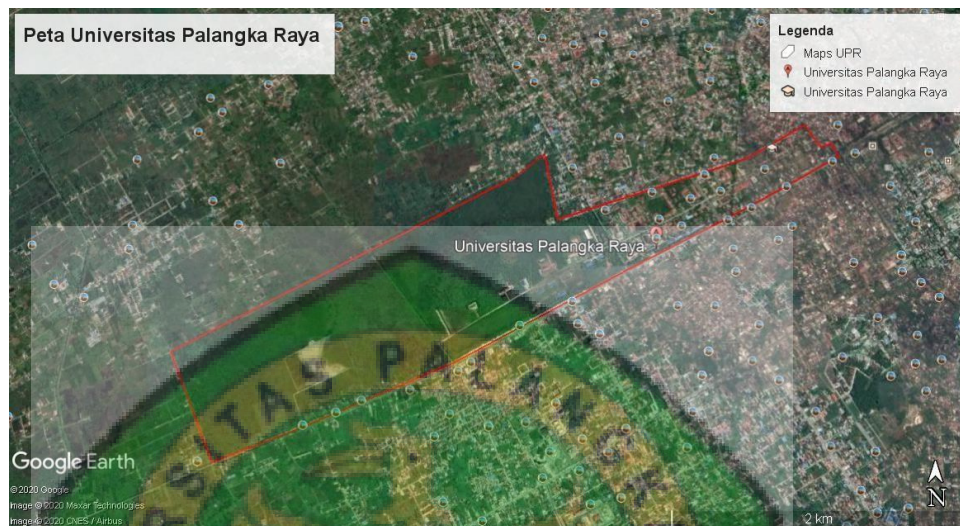 Peta Universitas Palangka Raya
Legenda
Maps UPR
Universitas Palangka Raya
Universitas Palangka Raya
Universitas Palangka Raya
SITAS PALANGK
Google Earth
© 2020 Google
Image © 2020 Maxar Technologies
Image © 2020 CNES / Airbus
N
2 km